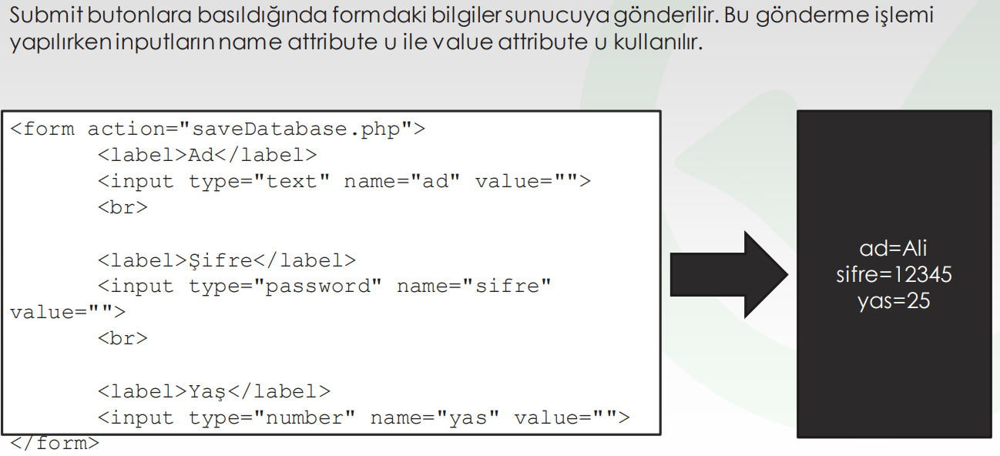 Submit butonlara basıldığında formdaki bilgiler sunucuya gönderilir. Bu gönderme işlemi
yapılırken inputların name attribute u ile value attribute u kullanılır.
<form action="saveDatabase.php">
<label>Ad</label>
<input type="text" name="ad" value="">
<br>
<label>Şifre</label>
<input type="password" name="sifre"
value="">
<br>
<label>Yaş</label>
<input type="number" name="yas" value="">
</form>
ad=Ali
sifre=12345
yas=25